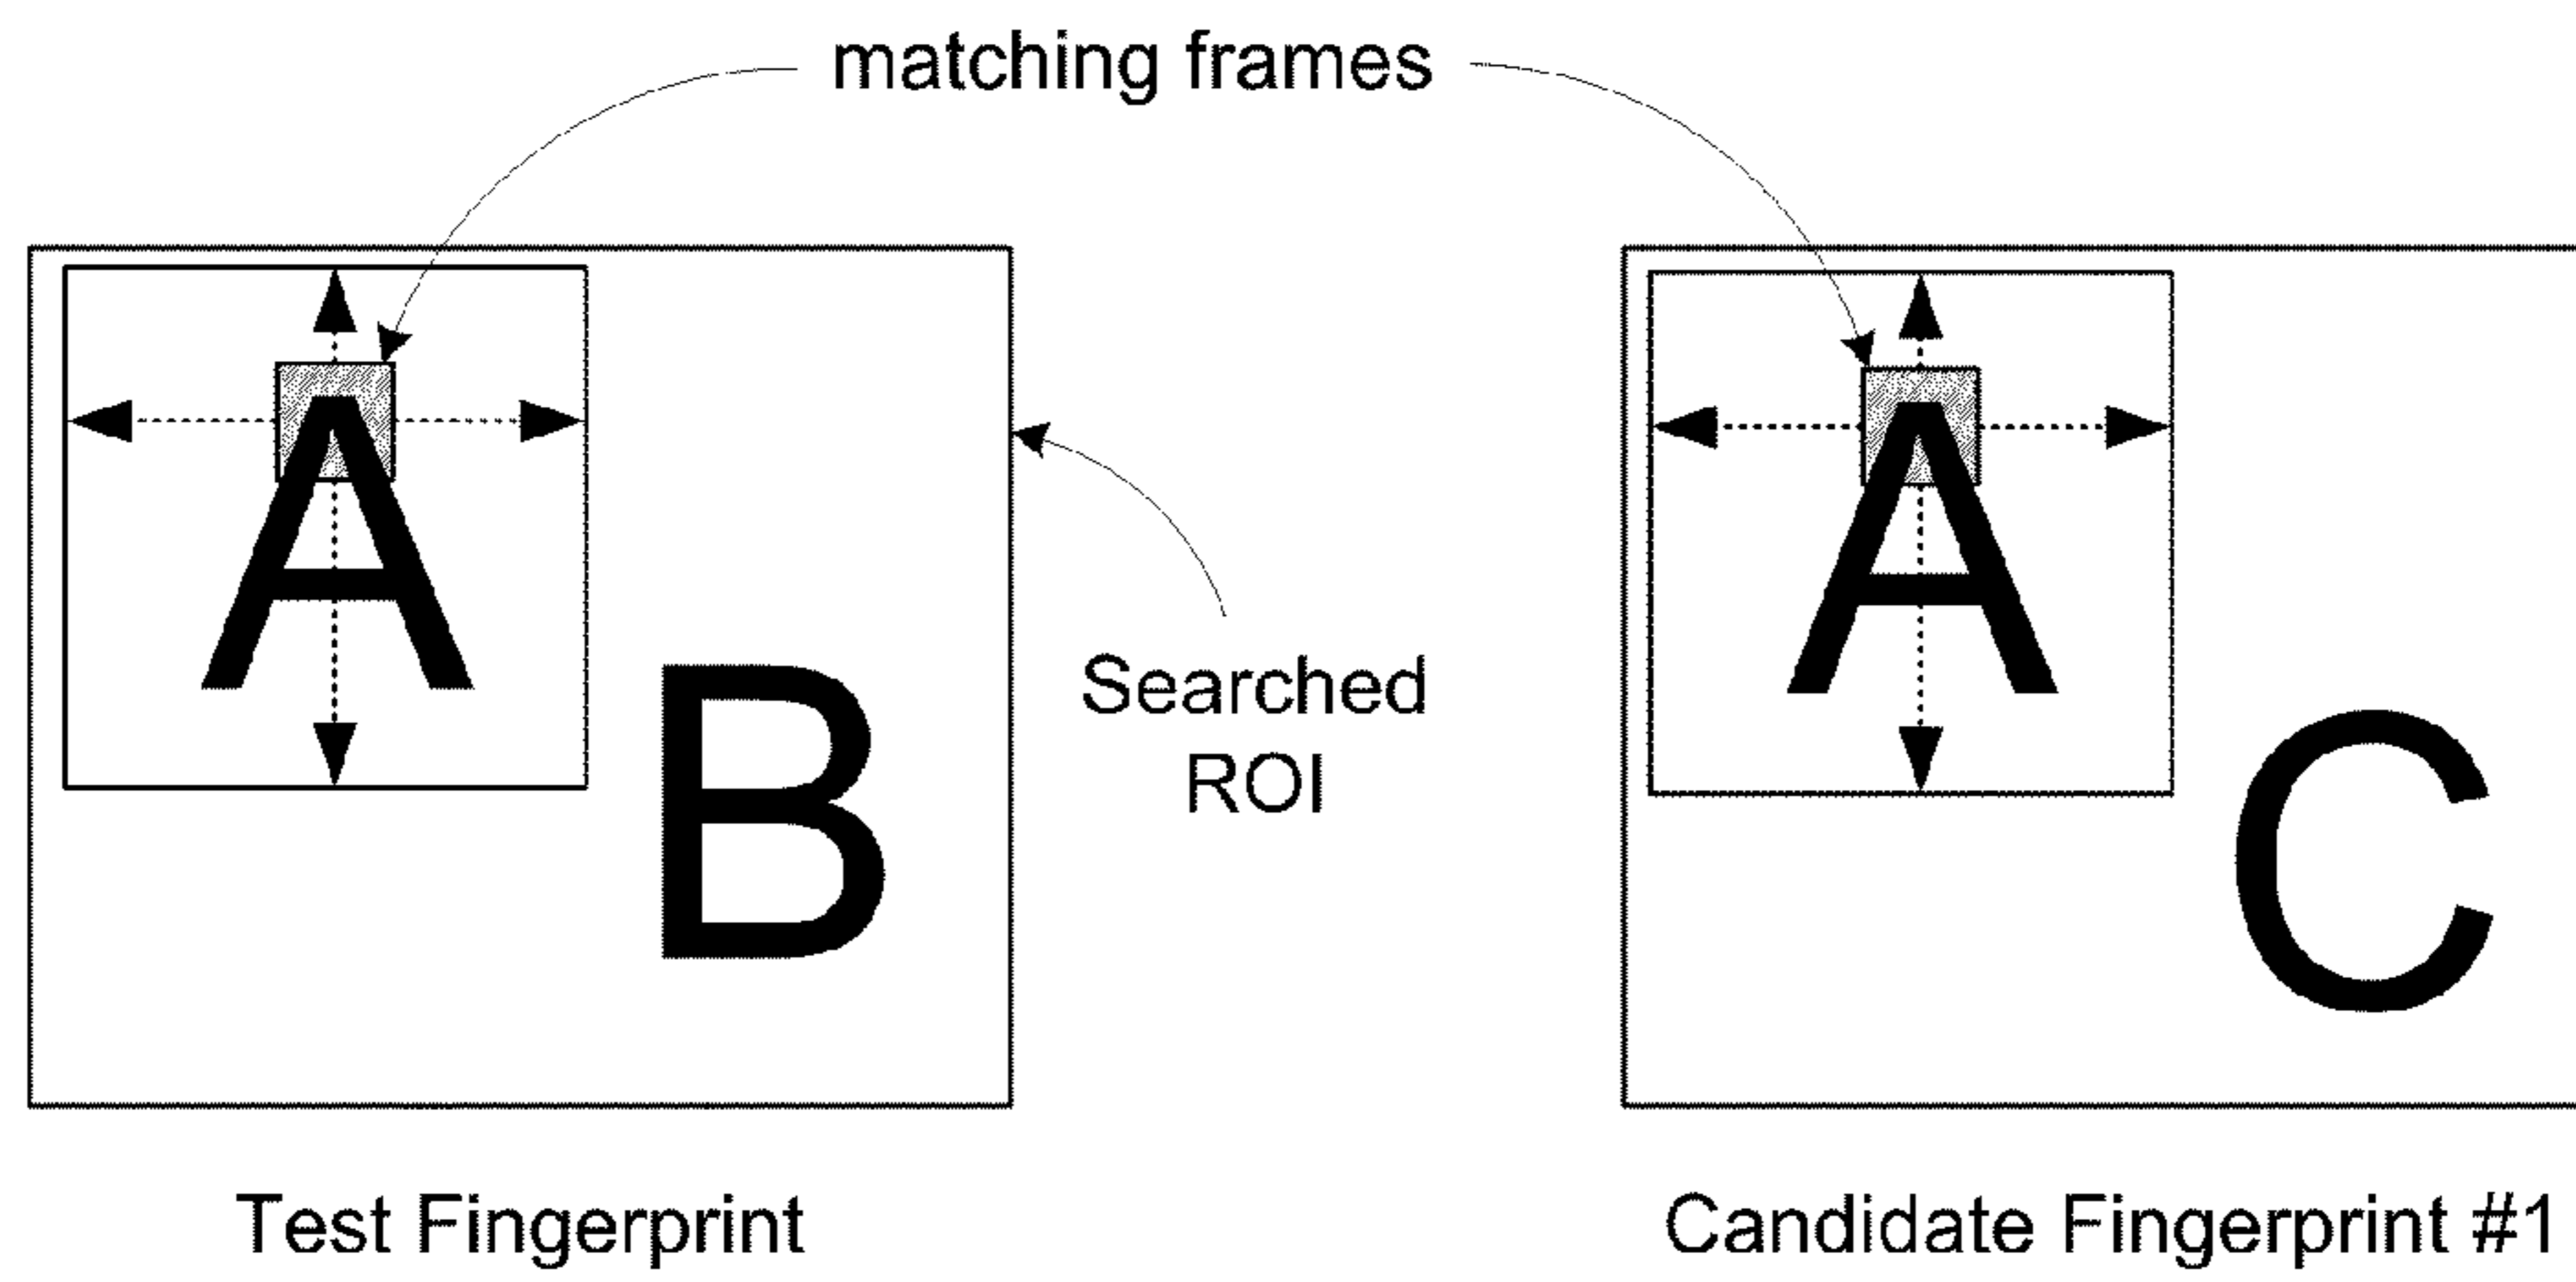 matching frames
A
A
B
Searched
ROI
C
Test Fingerprint
Candidate Fingerprint #1